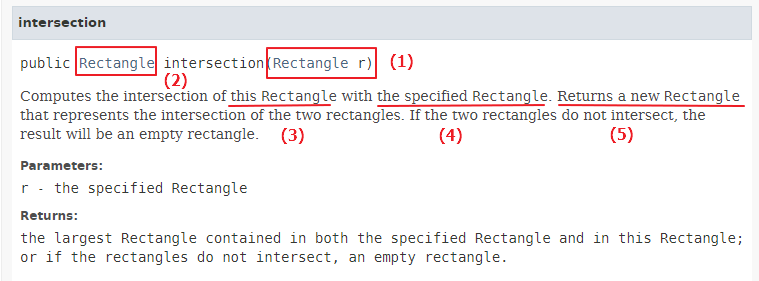 intersection
public Rectangle intersection(Rectangle r) (1)
(2)
Computes the intersection of this Rectangle with the specified Rectangle. Returns a new Rectangle
that represents the intersection of the two rectangles. If the two rectangles do not intersect, the
result will be an empty rectangle. (3) (4) (5)
Parameters:
r - the specified Rectangle
Returns:
the largest Rectangle contained in both the specified Rectangle and in this Rectangle;
or if the rectangles do not intersect, an empty rectangle.